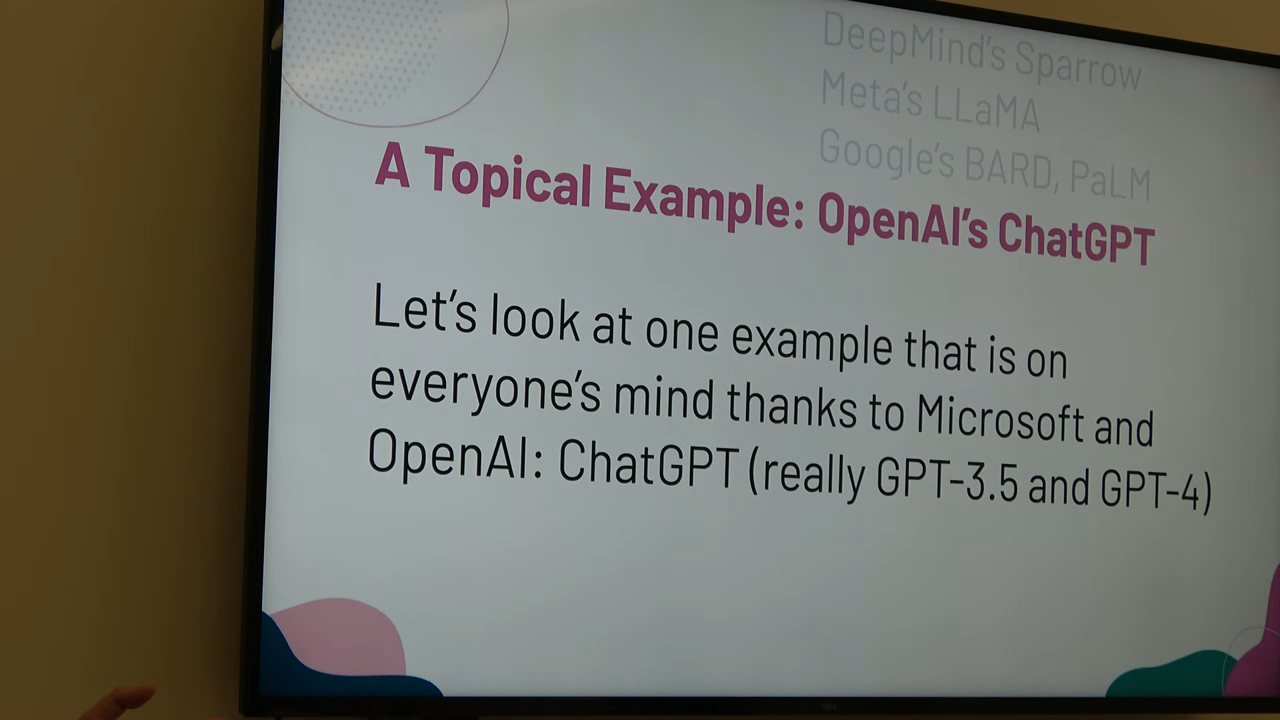 DeepMind's Sparrow
Meta's LLaMA
Google's BARD, PaLM
A Topical Example: OpenAI's ChatGPT
Let's look at one example that is on
everyone's mind thanks to Microsoft and
OpenAI: ChatGPT (really GPT-3.5 and GPT-4)
NEC